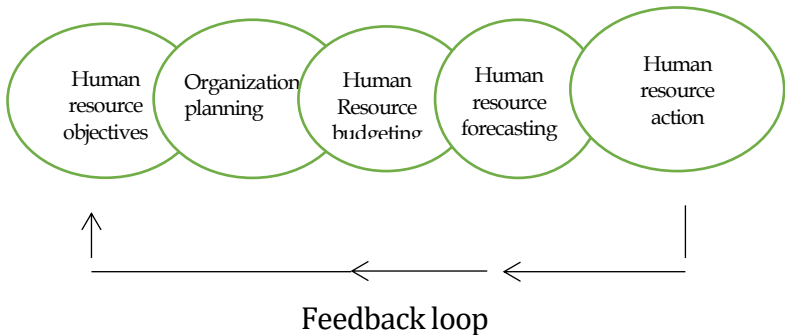 Human
resource
objectives
Organization
planning
Human
Resource
budgeting
Human
resource
forecasting
Human
resource
action
Feedback loop